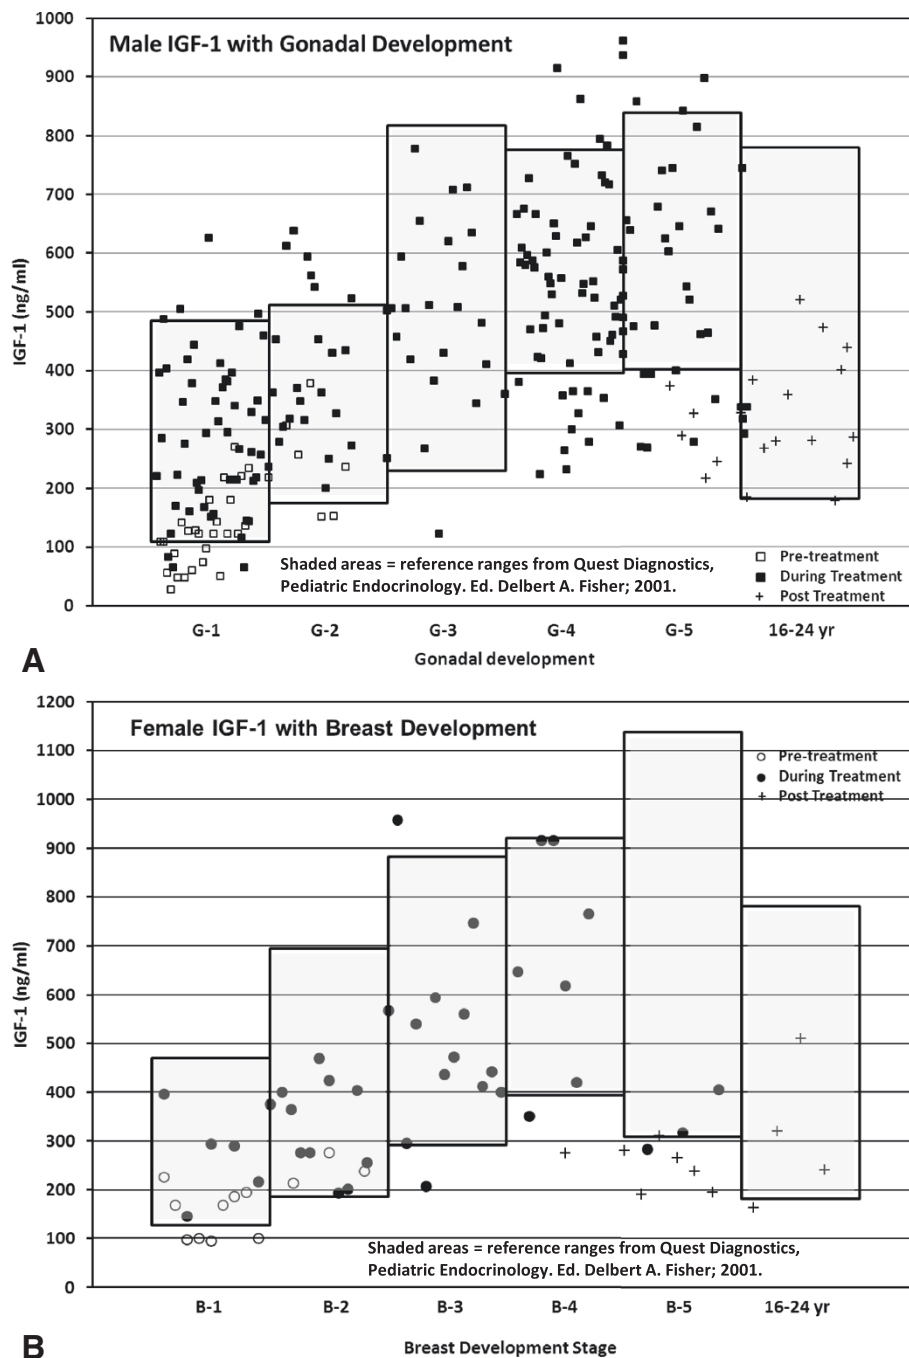 Male IGF-1 with Gonadal Development
1000
900
800
700
600
500
400
300
200
100
0
IGF-1 (ng/ml)
Shaded areas = reference ranges from Quest Diagnostics,
Pediatric Endocrinology. Ed. Delbert A. Fisher; 2001.
Pre-treatment
During Treatment
Post Treatment
G-1 G-2 G-3 G-4 G-5 16-24 yr
Gonadal development
A
Female IGF-1 with Breast Development
1200
1100
1000
900
800
700
600
500
400
300
200
100
0
IGF-1 (ng/ml)
Pre-treatment
During Treatment
Post Treatment
Shaded areas = reference ranges from Quest Diagnostics,
Pediatric Endocrinology. Ed. Delbert A. Fisher; 2001.
B-1 B-2 B-3 B-4 B-5 16-24 yr
Breast Development Stage
B